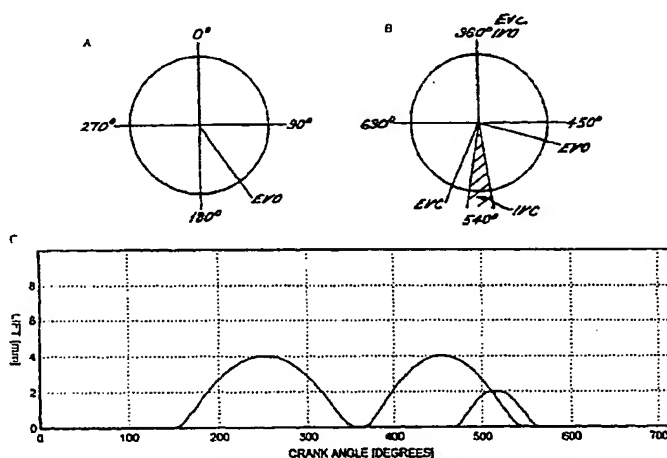 A
0°
270°
90°
EVO
180°
B
EVC
360° IVO
630°
450°
EVO
EVC
IVC
540°
C
LIFT [mm]
8
6
4
2
0
0
100
200
300
400
500
600
700
CRANK ANGLE [DEGREES]